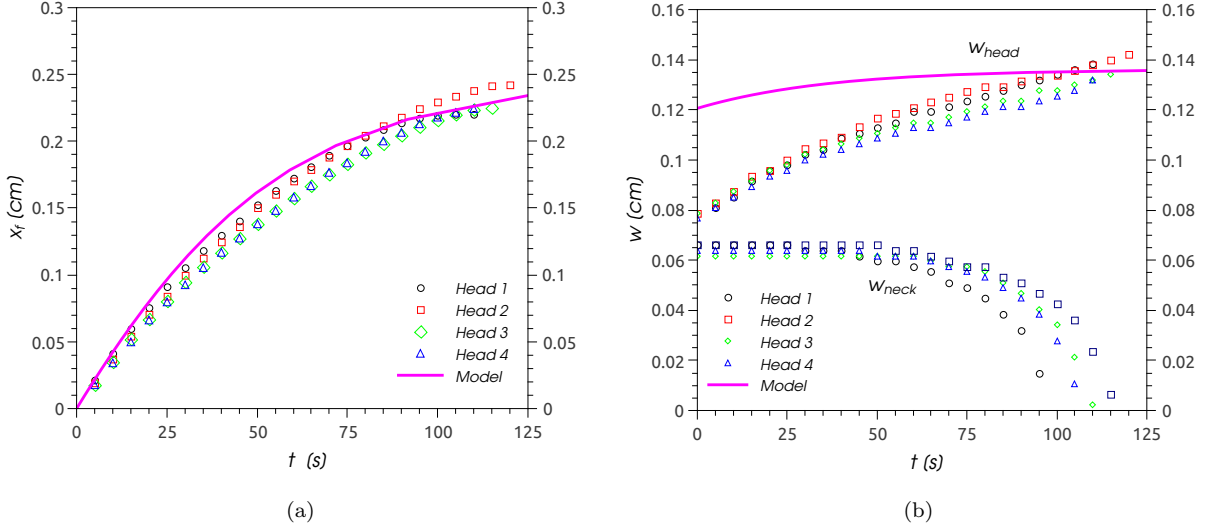 0.3
0.25
0.2
0.15
0.1
0.05
0
0.3
0.25
0.2
0.15
0.1
0.05
0
x_f (cm)
Head 1
Head 2
Head 3
Head 4
Model
0 25 50 75 100 125
t (s)
(a)
0.16
0.14
0.12
0.1
0.08
0.06
0.04
0.02
0
0.16
0.14
0.12
0.10
0.08
0.06
0.04
0.02
0
w (cm)
w_head
w_neck
Head 1
Head 2
Head 3
Head 4
Model
0 25 50 75 100 125
t (s)
(b)